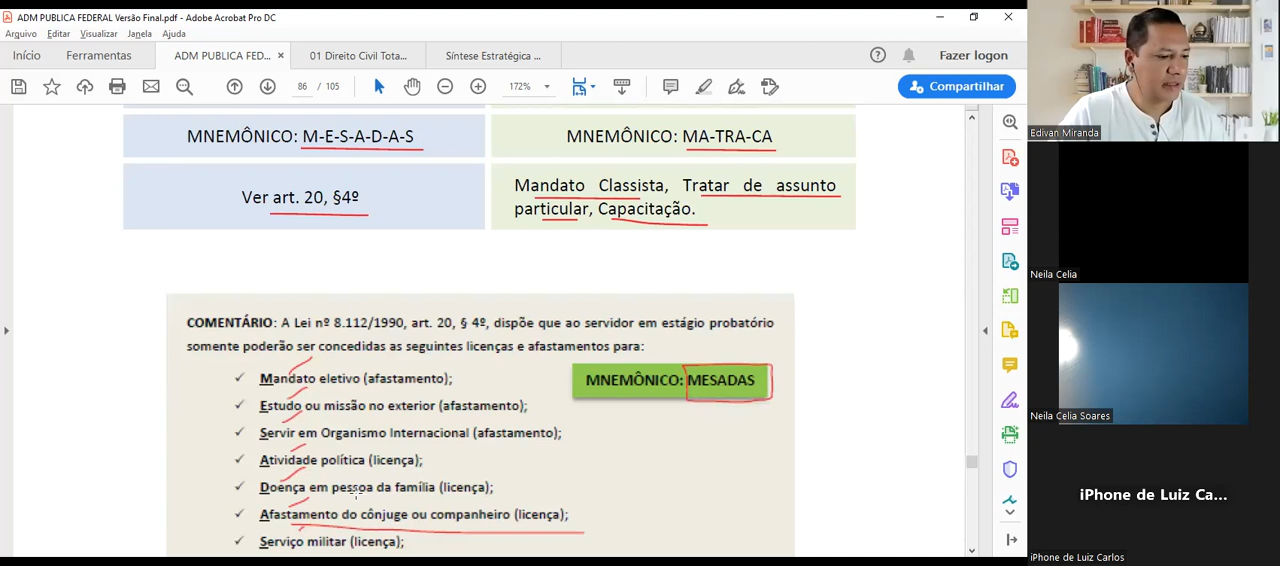 ADM PUBLICA FEDERAL Versão Final.pdf - Adobe Acrobat Pro DC
Arquivo Editar Visualizar Janela Ajuda
Início Ferramentas ADM PUBLICA FED... × 01 Direito Civil Tota... Síntese Estratégica ... Fazer logon
86 / 105 172% Compartilhar
MNEMÔNICO: M-E-S-A-D-A-S
MNEMÔNICO: MA-TRA-CA
Ver art. 20, §4º
Mandato Classista, Tratar de assunto
particular, Capacitação.
COMENTÁRIO: A Lei nº 8.112/1990, art. 20, § 4º, dispõe que ao servidor em estágio probatório
somente poderão ser concedidas as seguintes licenças e afastamentos para:
✓ Mandato eletivo (afastamento);
MNEMÔNICO: MESADAS
✓ Estudo ou missão no exterior (afastamento);
✓ Servir em Organismo Internacional (afastamento);
✓ Atividade política (licença);
✓ Doença em pessoa da família (licença);
✓ Afastamento do cônjuge ou companheiro (licença);
✓ Serviço militar (licença);
Edivan Miranda
Neila Celia
Neila Celia Soares
iPhone de Luiz Ca...
iPhone de Luiz Carlos